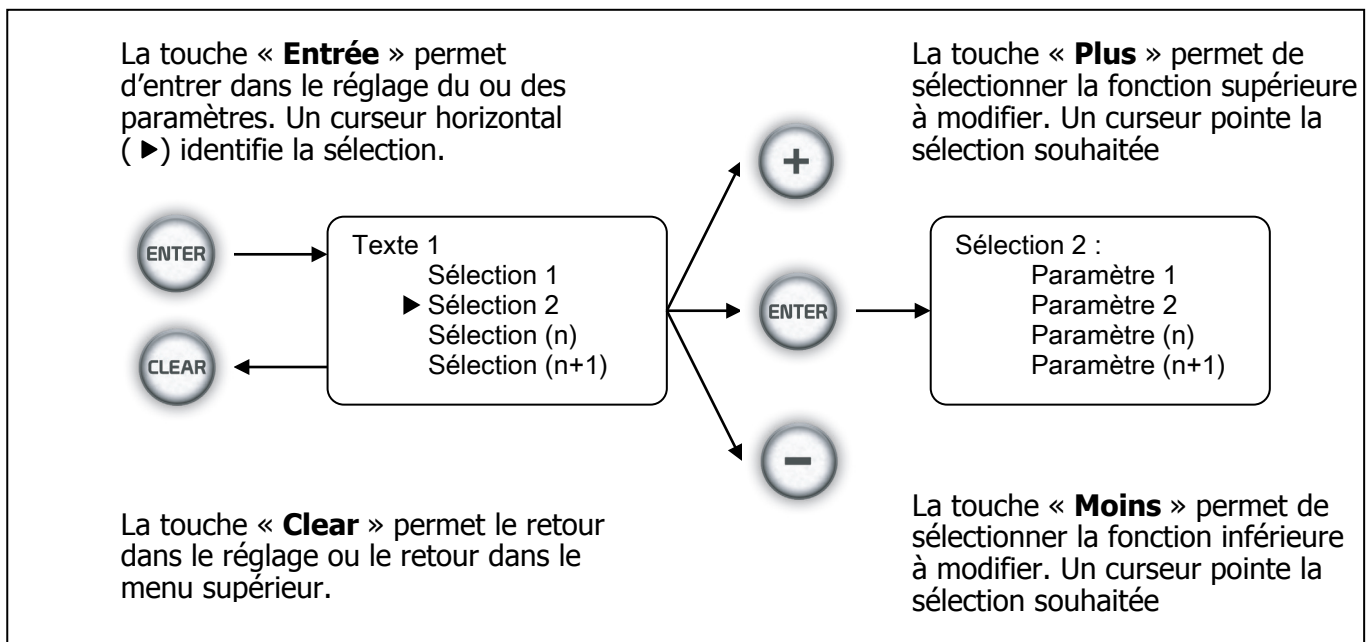 La touche « Entrée » permet
d’entrer dans le réglage du ou des
paramètres. Un curseur horizontal
( ►) identifie la sélection.
La touche « Plus » permet de
sélectionner la fonction supérieure
à modifier. Un curseur pointe la
sélection souhaitée
+
ENTER
CLEAR
Texte 1
Sélection 1
► Sélection 2
Sélection (n)
Sélection (n+1)
ENTER
Sélection 2 :
Paramètre 1
Paramètre 2
Paramètre (n)
Paramètre (n+1)
−
La touche « Clear » permet le retour
dans le réglage ou le retour dans le
menu supérieur.
La touche « Moins » permet de
sélectionner la fonction inférieure
à modifier. Un curseur pointe la
sélection souhaitée